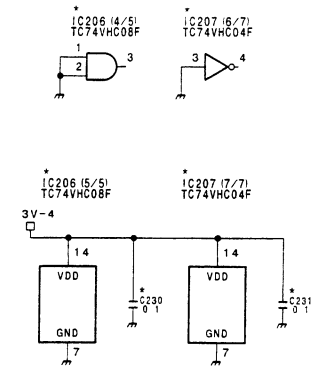 * *
IC206 (4/5) IC207 (6/7)
TC74VHC08F TC74VHC04F
1 3 3 4
2
* *
IC206 (5/5) IC207 (7/7)
TC74VHC08F TC74VHC04F
3V-4
14 14
VDD VDD
* *
C230 C231
0 1 0 1
GND GND
7 7